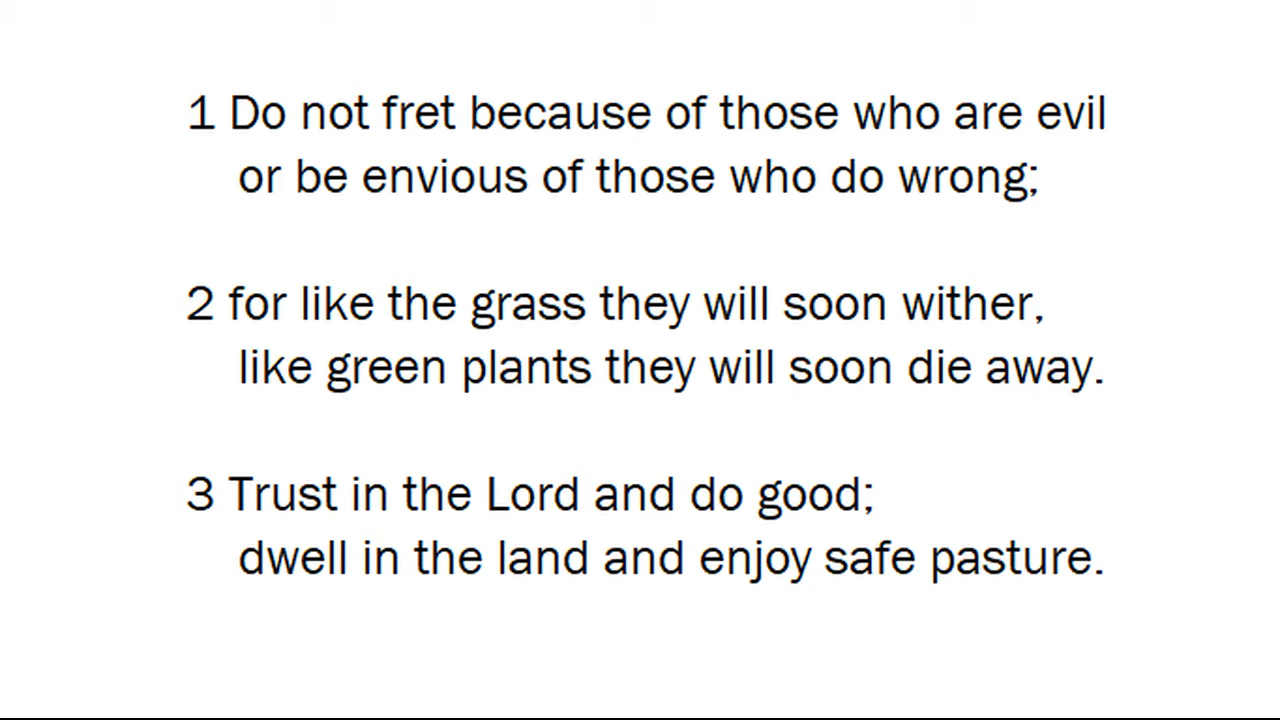 1 Do not fret because of those who are evil
or be envious of those who do wrong;
2 for like the grass they will soon wither,
like green plants they will soon die away.
3 Trust in the Lord and do good;
dwell in the land and enjoy safe pasture.